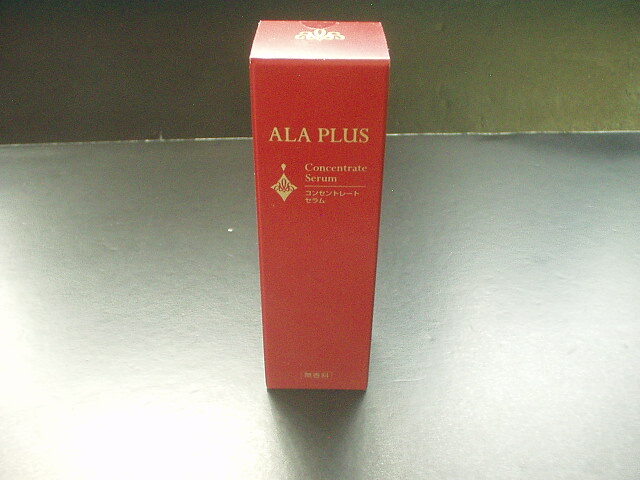 ALA PLUS
Concentrate
Serum
コンセントレート
セラム
無香料